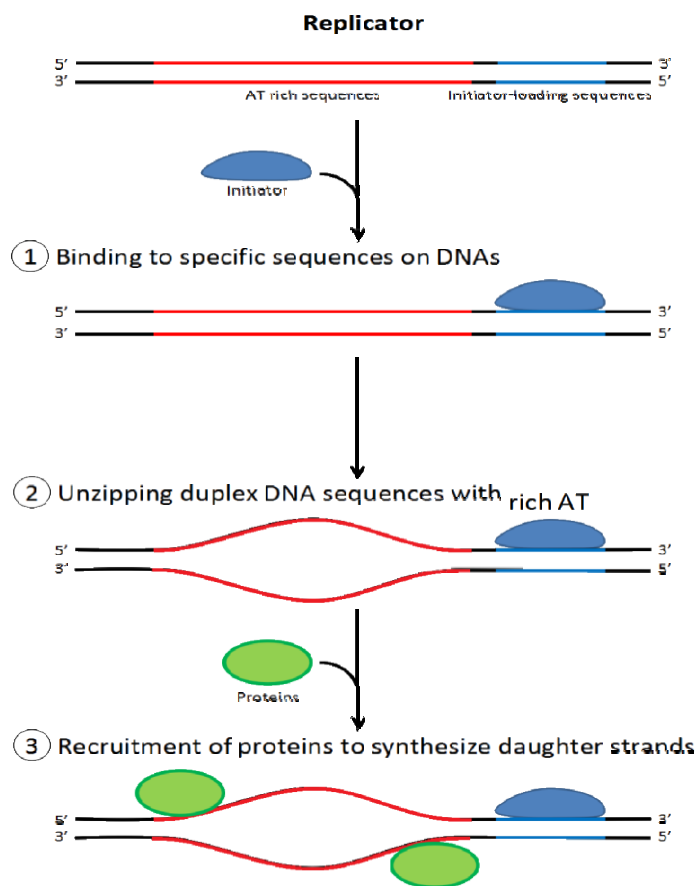 Replicator
5′ 3′
3′ 5′
AT rich sequences Initiator-loading sequences
Initiator
1 Binding to specific sequences on DNAs
5′ 3′
3′ 5′
2 Unzipping duplex DNA sequences with rich AT
5′ 3′
3′ 5′
Proteins
3 Recruitment of proteins to synthesize daughter strands
5′ 3′
3′ 5′